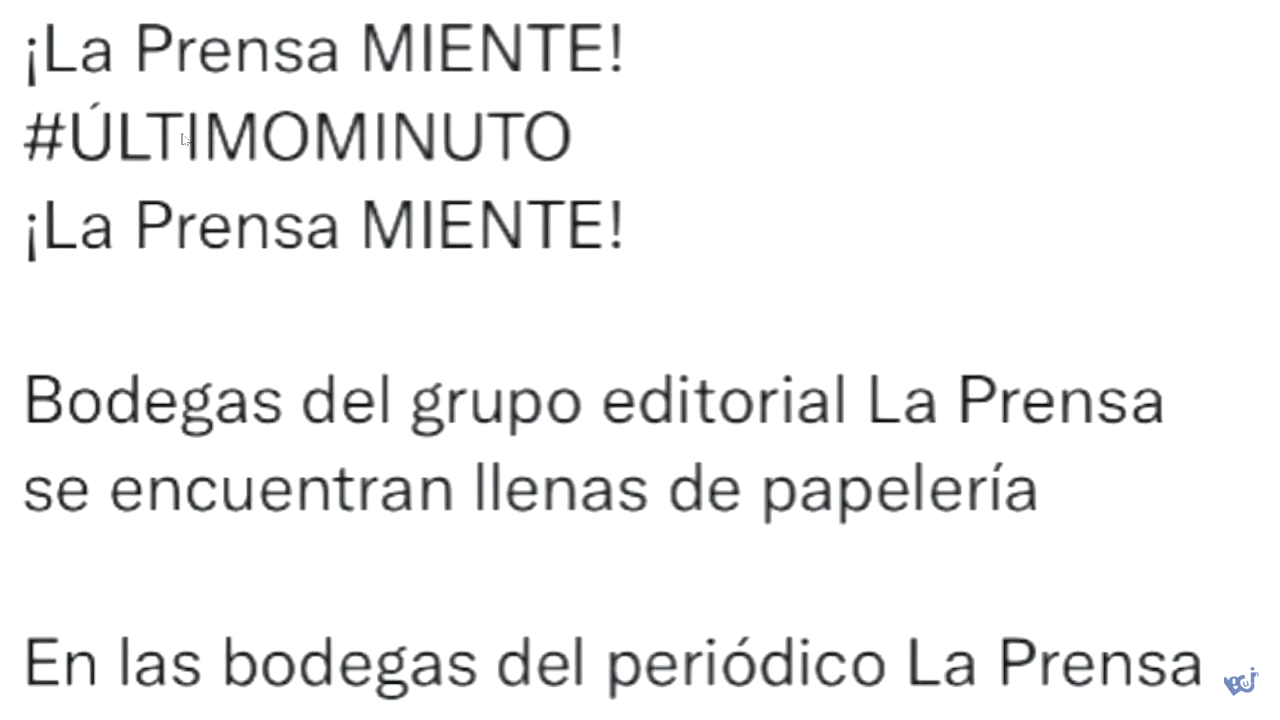 ¡La Prensa MIENTE!
#ÚLTIMOMINUTO
¡La Prensa MIENTE!
Bodegas del grupo editorial La Prensa
se encuentran llenas de papelería
En las bodegas del periódico La Prensa